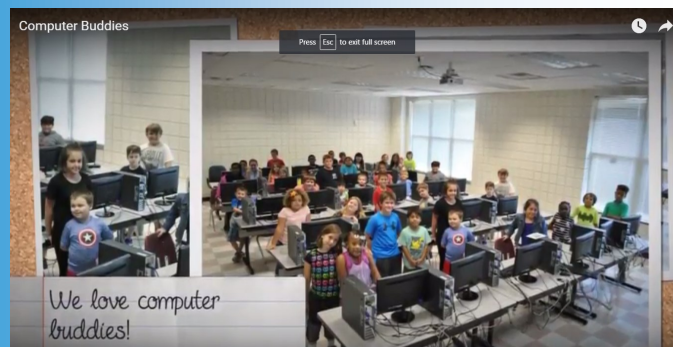 Computer Buddies
Press Esc to exit full screen
We love computer
buddies!